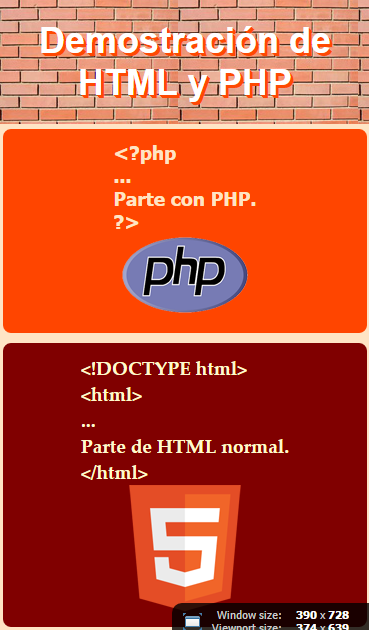 Demostración de
HTML y PHP
<?php
...
Parte con PHP.
?>
php
<!DOCTYPE html>
<html>
...
Parte de HTML normal.
</html>
5
Window size: 390 x 728
Viewport size: 374 x 639